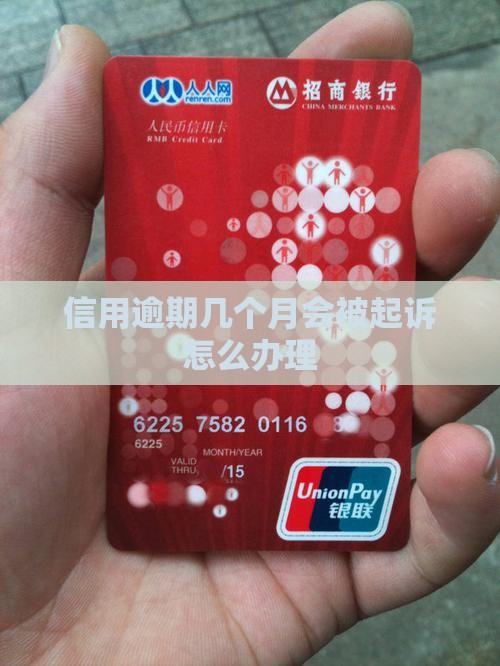 人人网
renren.com
招商银行
CHINA MERCHANTS BANK
人民币信用卡
RMB Credit Card
信用逾期几个月会被起诉
怎么办理
6225 7582 0116
6225
MONTH/YEAR
VALID
THRU
/15
UnionPay
银联